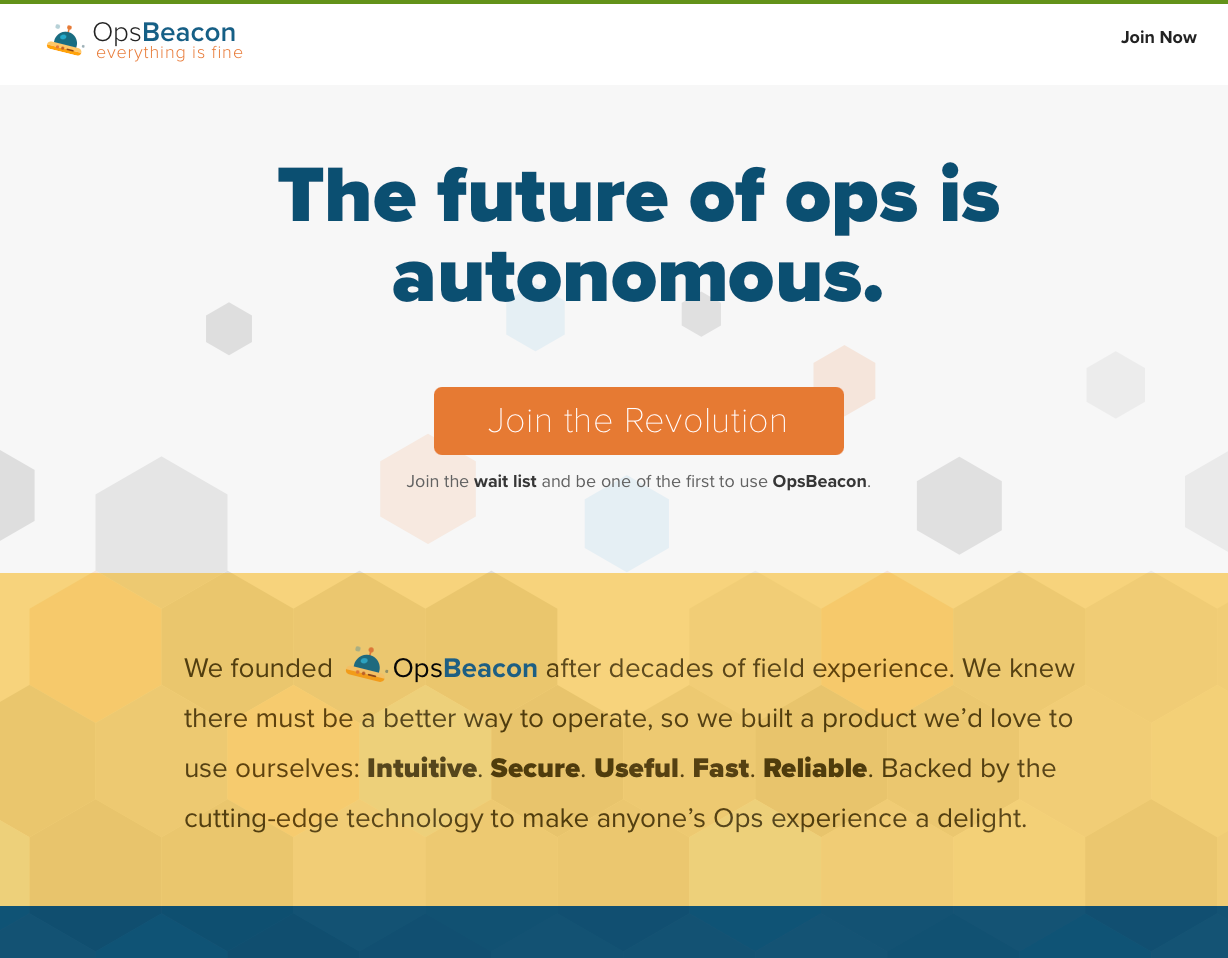 OpsBeacon
everything is fine
Join Now
The future of ops is
autonomous.
Join the Revolution
Join the wait list and be one of the first to use OpsBeacon.
We founded OpsBeacon after decades of field experience. We knew
there must be a better way to operate, so we built a product we’d love to
use ourselves: Intuitive. Secure. Useful. Fast. Reliable. Backed by the
cutting-edge technology to make anyone’s Ops experience a delight.